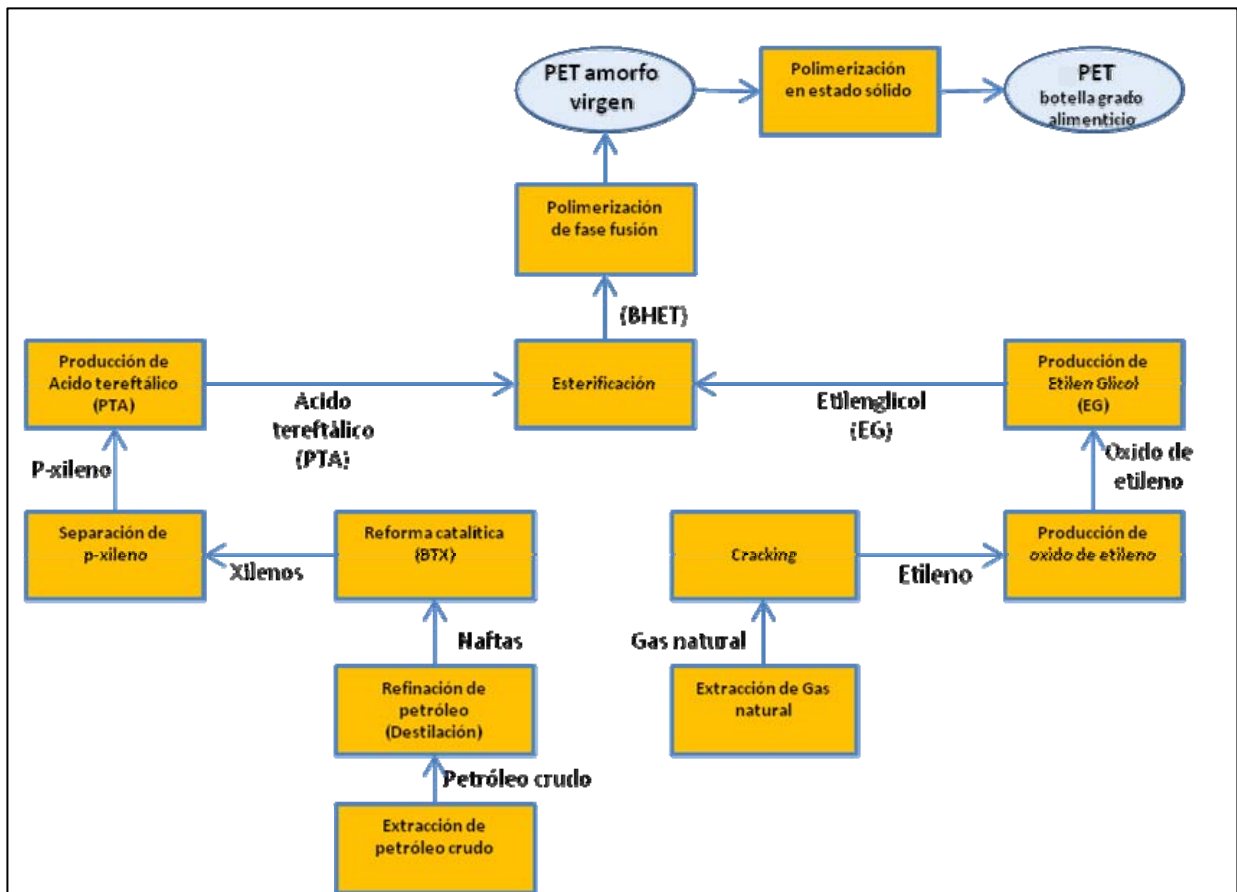 PET amorfo
virgen
Polimerización
en estado sólido
PET
botella grado
alimenticio
Polimerización
de fase fusión
(BHET)
Producción de
Acido tereftálico
(PTA)
Acido
tereftálico
(PTA)
Esterificación
Etilenglicol
(EG)
Producción de
Etilen Glicol
(EG)
P-xileno
Oxido de
etileno
Separación de
p-xileno
Xilenos
Reforma catalítica
(BTX)
Cracking
Etileno
Producción de
oxido de etileno
Naftas
Gas natural
Refinación de
petróleo
(Destilación)
Extracción de Gas
natural
Petróleo crudo
Extracción de
petróleo crudo